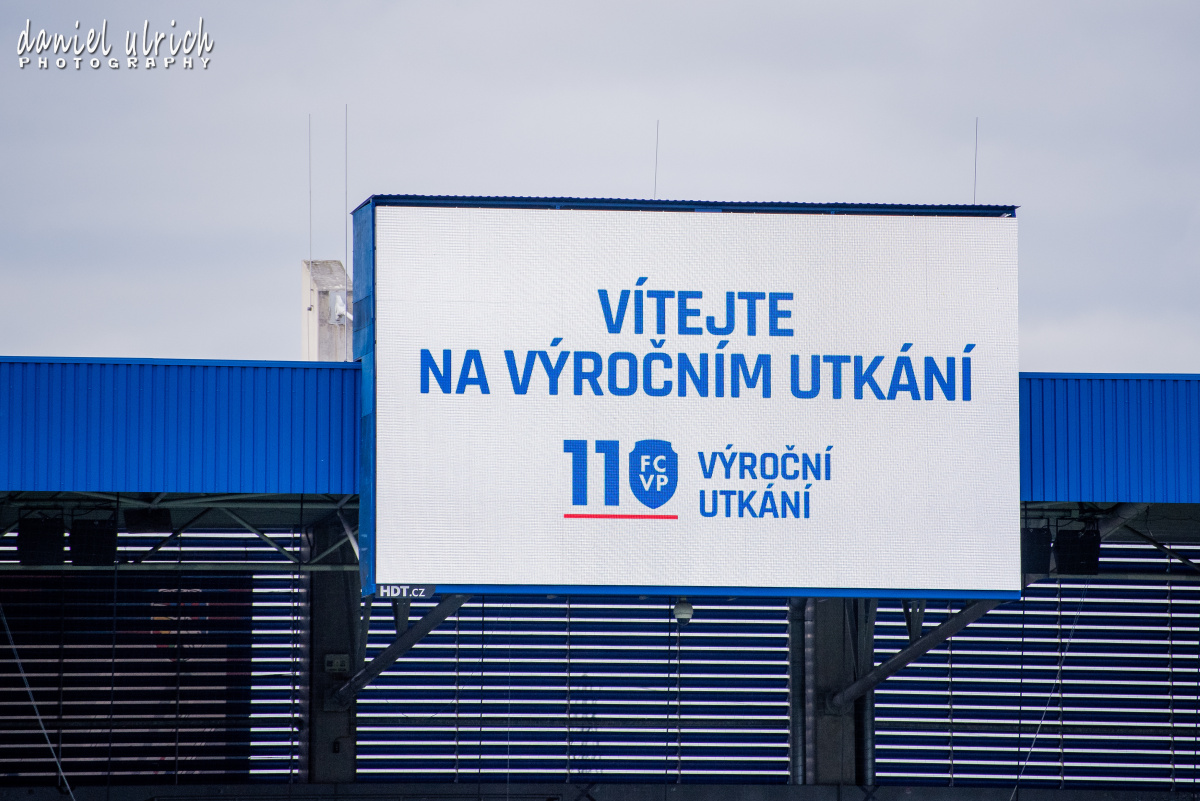 daniel ulrich
PHOTOGRAPHY
VÍTEJTE
NA VÝROČNÍM UTKÁNÍ
110
FC
VP
VÝROČNÍ
UTKÁNÍ
HDT.cz